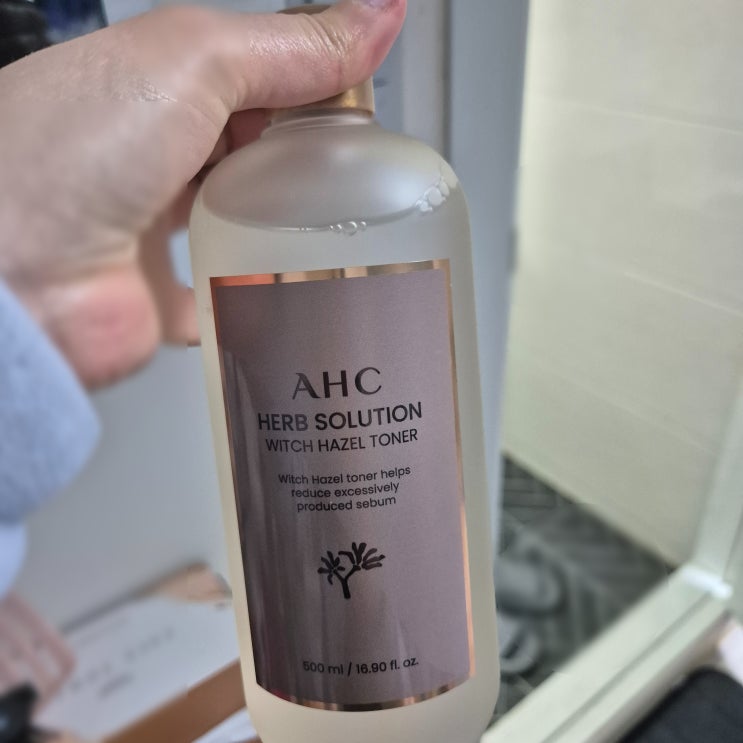 AHC
HERB SOLUTION
WITCH HAZEL TONER
Witch Hazel toner helps
reduce excessively
produced sebum
500 ml / 16.90 fl. oz.